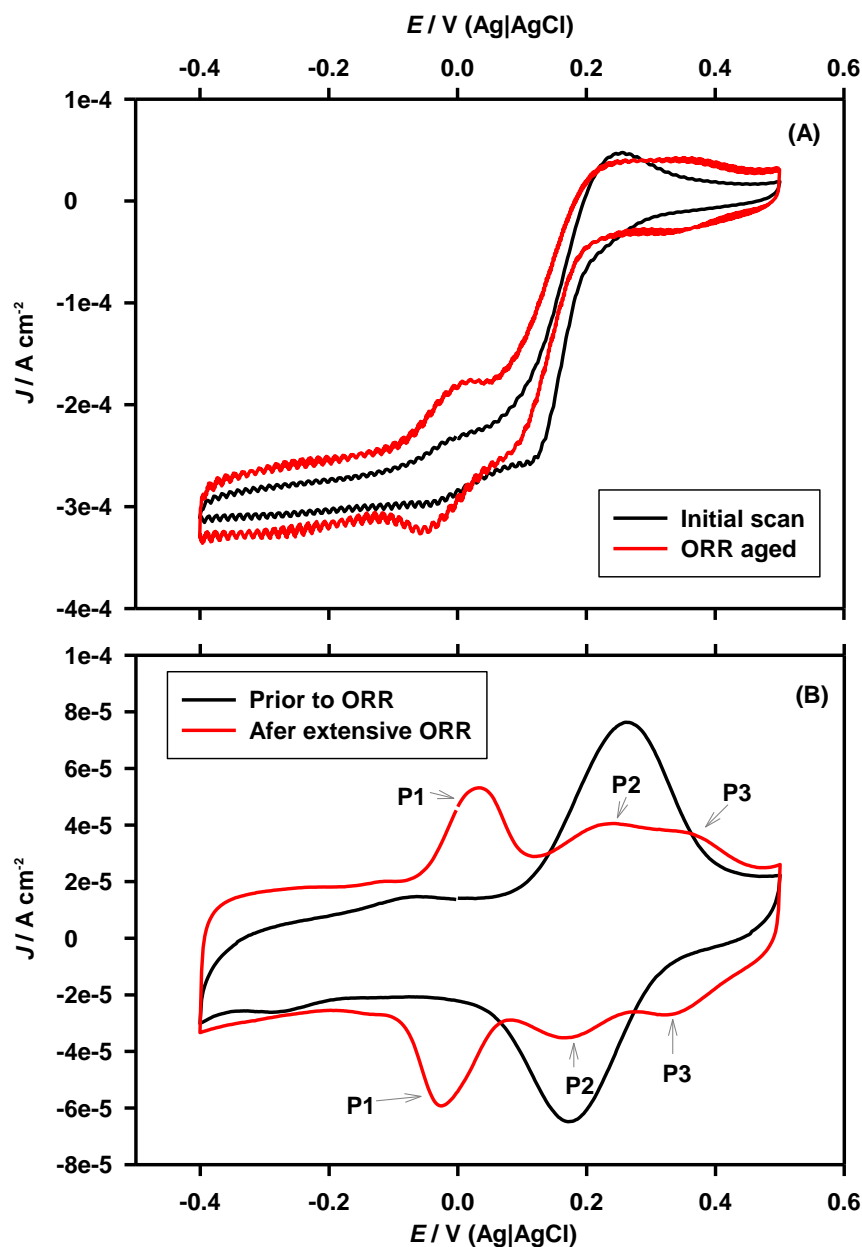 E / V (Ag|AgCl)
-0.4 -0.2 0.0 0.2 0.4 0.6
1e-4
(A)
0
-1e-4
J / A cm-2
-2e-4
-3e-4
Initial scan
ORR aged
-4e-4
1e-4
Prior to ORR
(B)
Afer extensive ORR
8e-5
6e-5
P1
P2
P3
4e-5
2e-5
J / A cm-2
0
-2e-5
-4e-5
P1
P2
P3
-6e-5
-8e-5
-0.4 -0.2 0.0 0.2 0.4 0.6
E / V (Ag|AgCl)